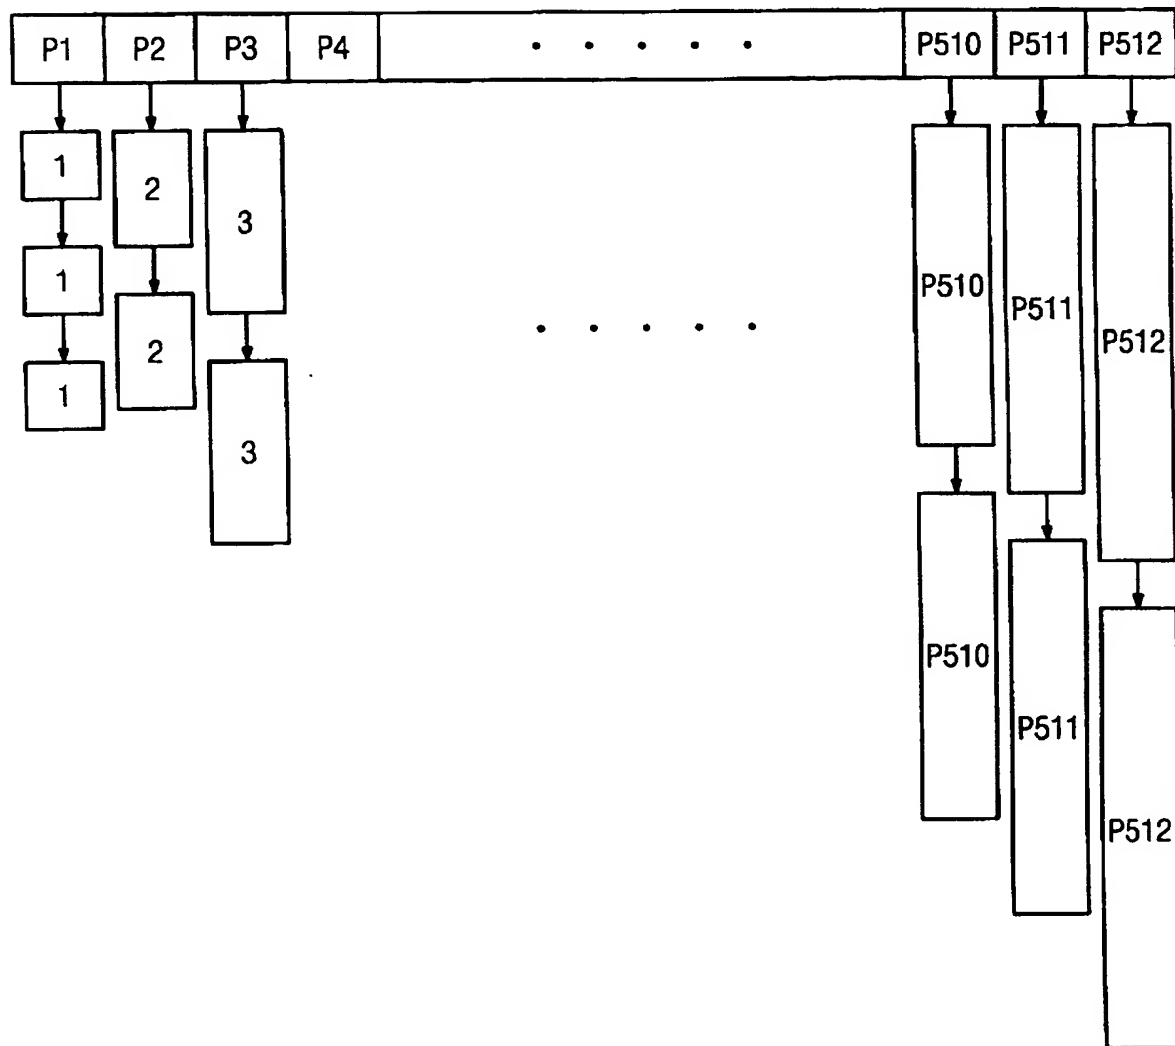 P1 P2 P3 P4 . . . . . P510 P511 P512
1
2
3
1
2
1
3
. . . . .
P510
P511
P512
P510
P511
P512